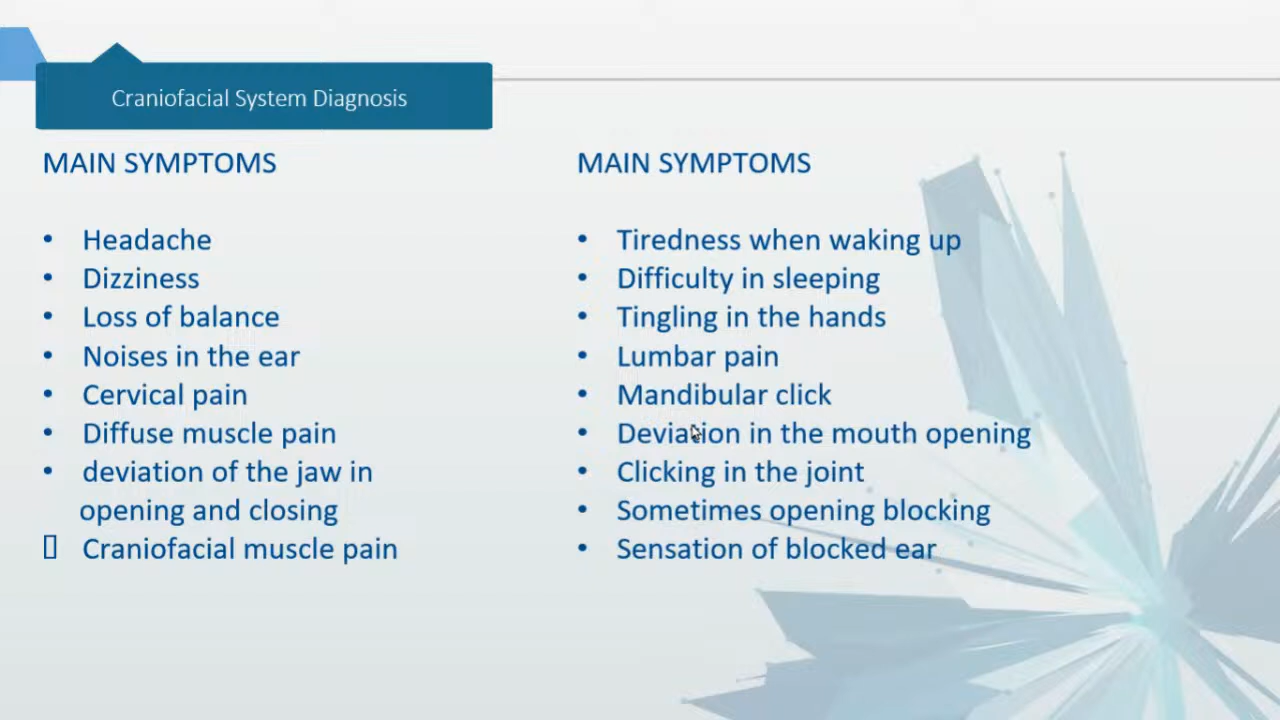 Craniofacial System Diagnosis
MAIN SYMPTOMS
• Headache
• Dizziness
• Loss of balance
• Noises in the ear
• Cervical pain
• Diffuse muscle pain
• deviation of the jaw in
opening and closing
▯ Craniofacial muscle pain
MAIN SYMPTOMS
• Tiredness when waking up
• Difficulty in sleeping
• Tingling in the hands
• Lumbar pain
• Mandibular click
• Deviation in the mouth opening
• Clicking in the joint
• Sometimes opening blocking
• Sensation of blocked ear